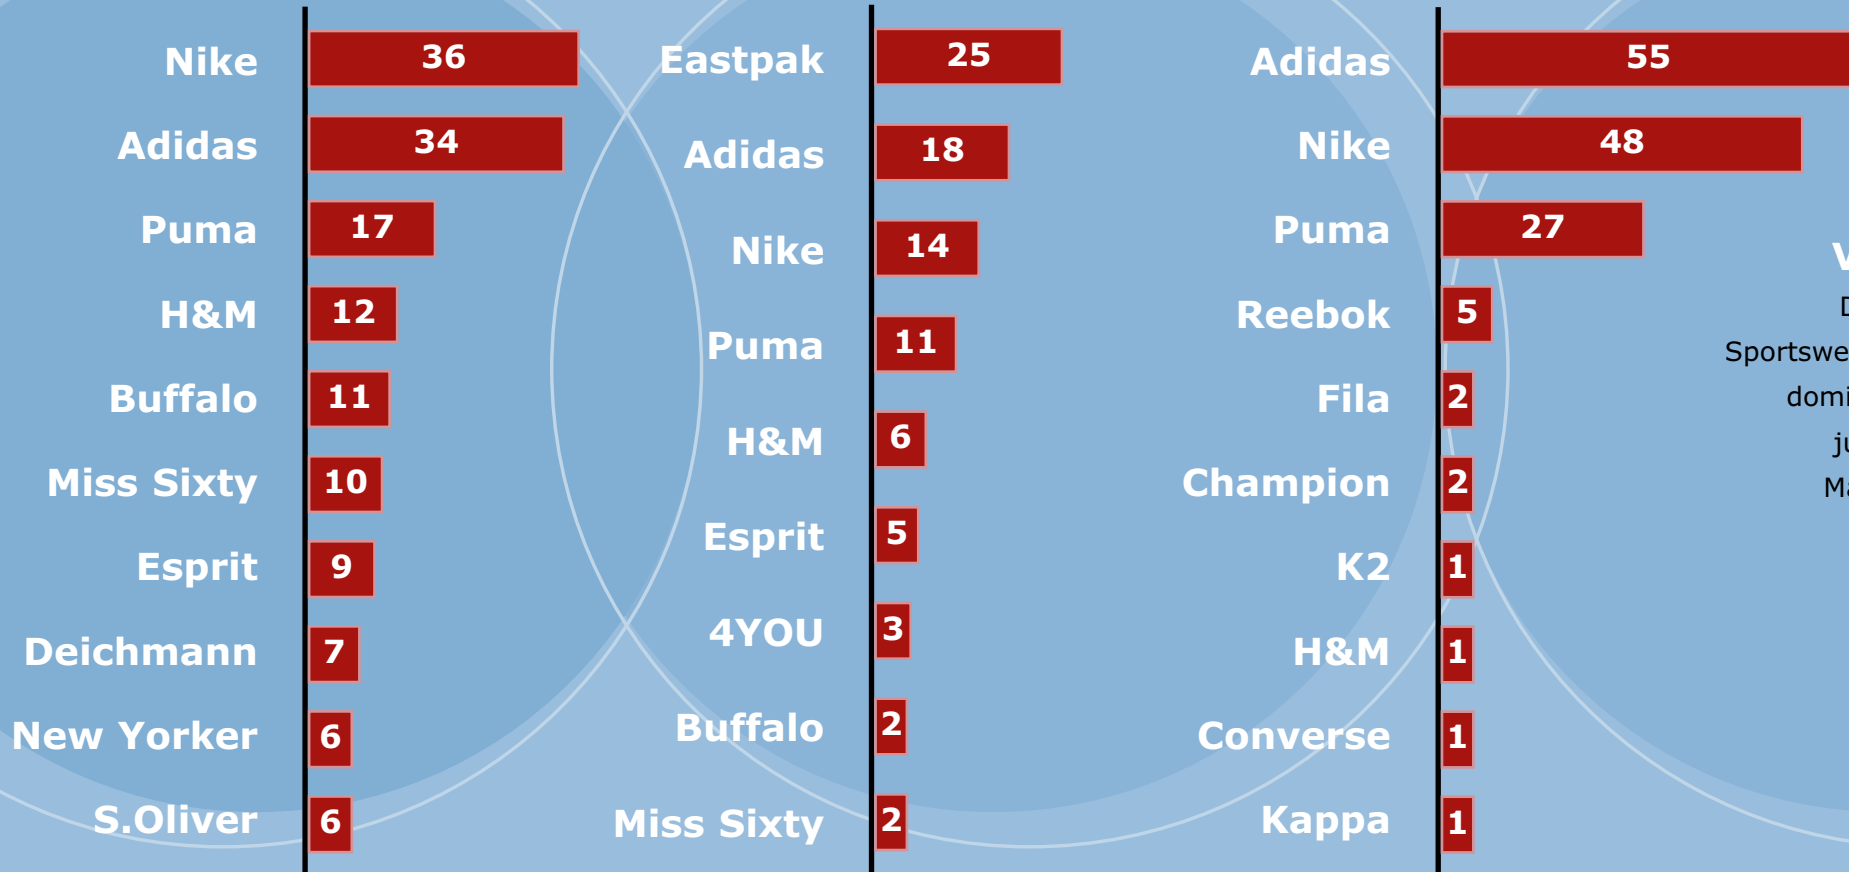 Nike 36
Adidas 34
Puma 17
H&M 12
Buffalo 11
Miss Sixty 10
Esprit 9
Deichmann 7
New Yorker 6
S.Oliver 6
Eastpak 25
Adidas 18
Nike 14
Puma 11
H&M 6
Esprit 5
4YOU 3
Buffalo 2
Miss Sixty 2
Adidas 55
Nike 48
Puma 27
Reebok 5
Fila 2
Champion 2
K2 1
H&M 1
Converse 1
Kappa 1